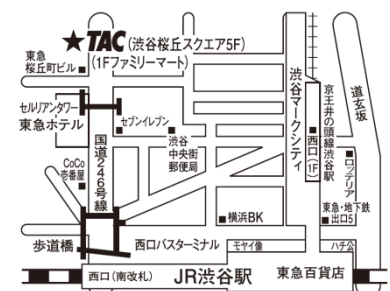 ★TAC (渋谷桜丘スクエア5F)
(1Fファミリーマート)
東急
桜丘町ビル
セルリアンタワー
東急ホテル
セブンイレブン
国道246号線
渋谷
中央街
郵便局
CoCo
壱番屋
渋谷マークシティ
西口(1F)
京王井の頭線渋谷駅
道玄坂
ロッテリア
横浜BK
東急・地下鉄
出口5
歩道橋
西口バスターミナル
モヤイ像
ハチ公
西口(南改札)
JR渋谷駅
東急百貨店